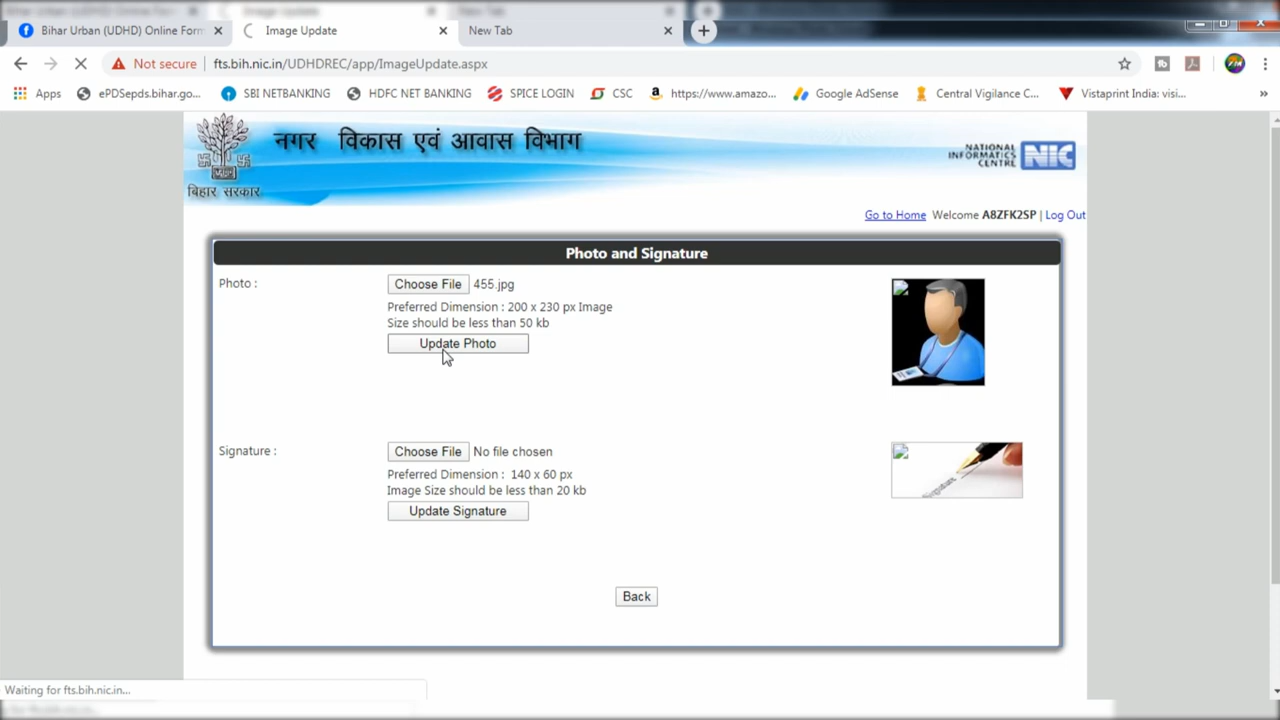 Bihar Urban (UDHD) Online Form
Image Update
New Tab
Not secure
fts.bih.nic.in/UDHDREC/app/ImageUpdate.aspx
Apps
ePDSepds.bihar.go...
SBI NETBANKING
HDFC NET BANKING
SPICE LOGIN
CSC
https://www.amazo...
Google AdSense
Central Vigilance C...
Vistaprint India: visi...
नगर विकास एवं आवास विभाग
बिहार सरकार
NATIONAL
INFORMATICS
CENTRE
NIC
Go to Home Welcome A8ZFK2SP | Log Out
Photo and Signature
Photo :
Choose File 455.jpg
Preferred Dimension : 200 x 230 px Image
Size should be less than 50 kb
Update Photo
Signature :
Choose File No file chosen
Preferred Dimension : 140 x 60 px
Image Size should be less than 20 kb
Update Signature
Back
Waiting for fts.bih.nic.in...